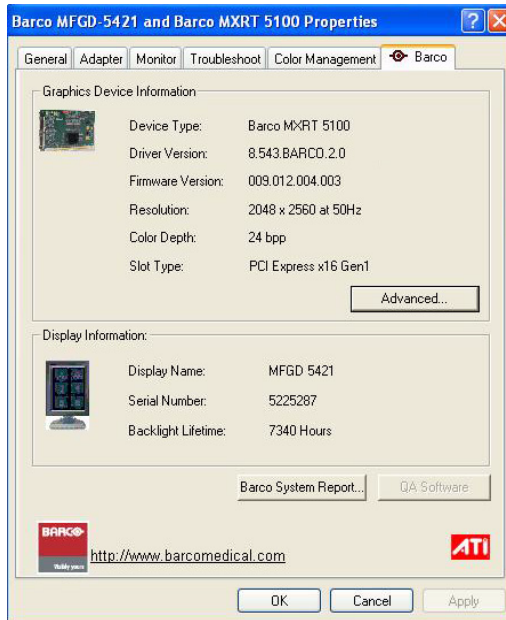 Barco MFGD-5421 and Barco MXRT 5100 Properties
General Adapter Monitor Troubleshoot Color Management Barco
Graphics Device Information
Device Type: Barco MXRT 5100
Driver Version: 8.543.BARCO.2.0
Firmware Version: 009.012.004.003
Resolution: 2048 x 2560 at 50Hz
Color Depth: 24 bpp
Slot Type: PCI Express x16 Gen1
Advanced...
Display Information:
Display Name: MFGD 5421
Serial Number: 5225287
Backlight Lifetime: 7340 Hours
Barco System Report... QA Software
BARCO
Visibly yours
http://www.barcomedical.com
ATI
OK Cancel Apply